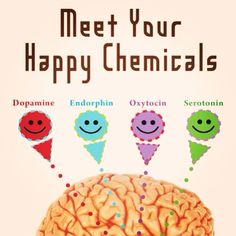 Meet Your
Happy Chemicals
Dopamine Endorphin Oxytocin Serotonin